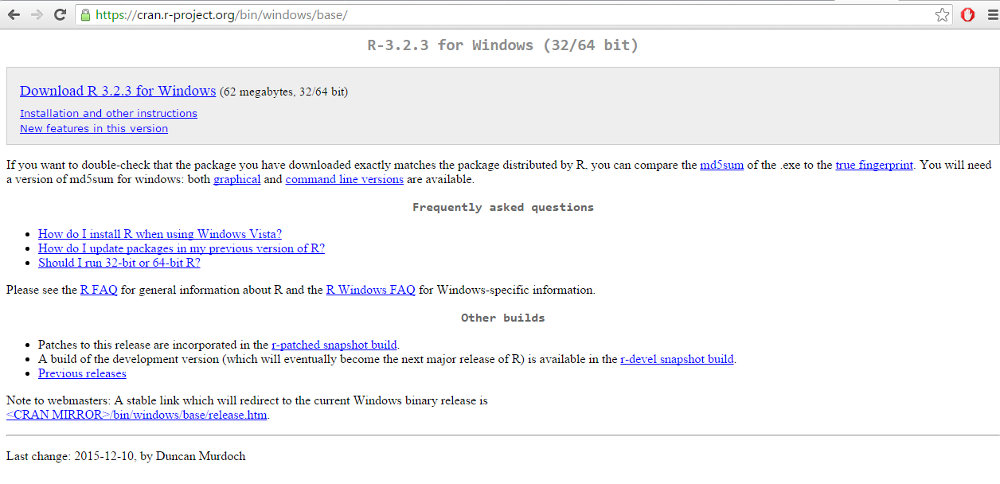 https://cran.r-project.org/bin/windows/base/
R-3.2.3 for Windows (32/64 bit)
Download R 3.2.3 for Windows (62 megabytes, 32/64 bit)
Installation and other instructions
New features in this version
If you want to double-check that the package you have downloaded exactly matches the package distributed by R, you can compare the md5sum of the .exe to the true fingerprint. You will need
a version of md5sum for windows: both graphical and command line versions are available.
Frequently asked questions
How do I install R when using Windows Vista?
How do I update packages in my previous version of R?
Should I run 32-bit or 64-bit R?
Please see the R FAQ for general information about R and the R Windows FAQ for Windows-specific information.
Other builds
Patches to this release are incorporated in the r-patched snapshot build.
A build of the development version (which will eventually become the next major release of R) is available in the r-devel snapshot build.
Previous releases
Note to webmasters: A stable link which will redirect to the current Windows binary release is
<CRAN MIRROR>/bin/windows/base/release.htm.
Last change: 2015-12-10, by Duncan Murdoch